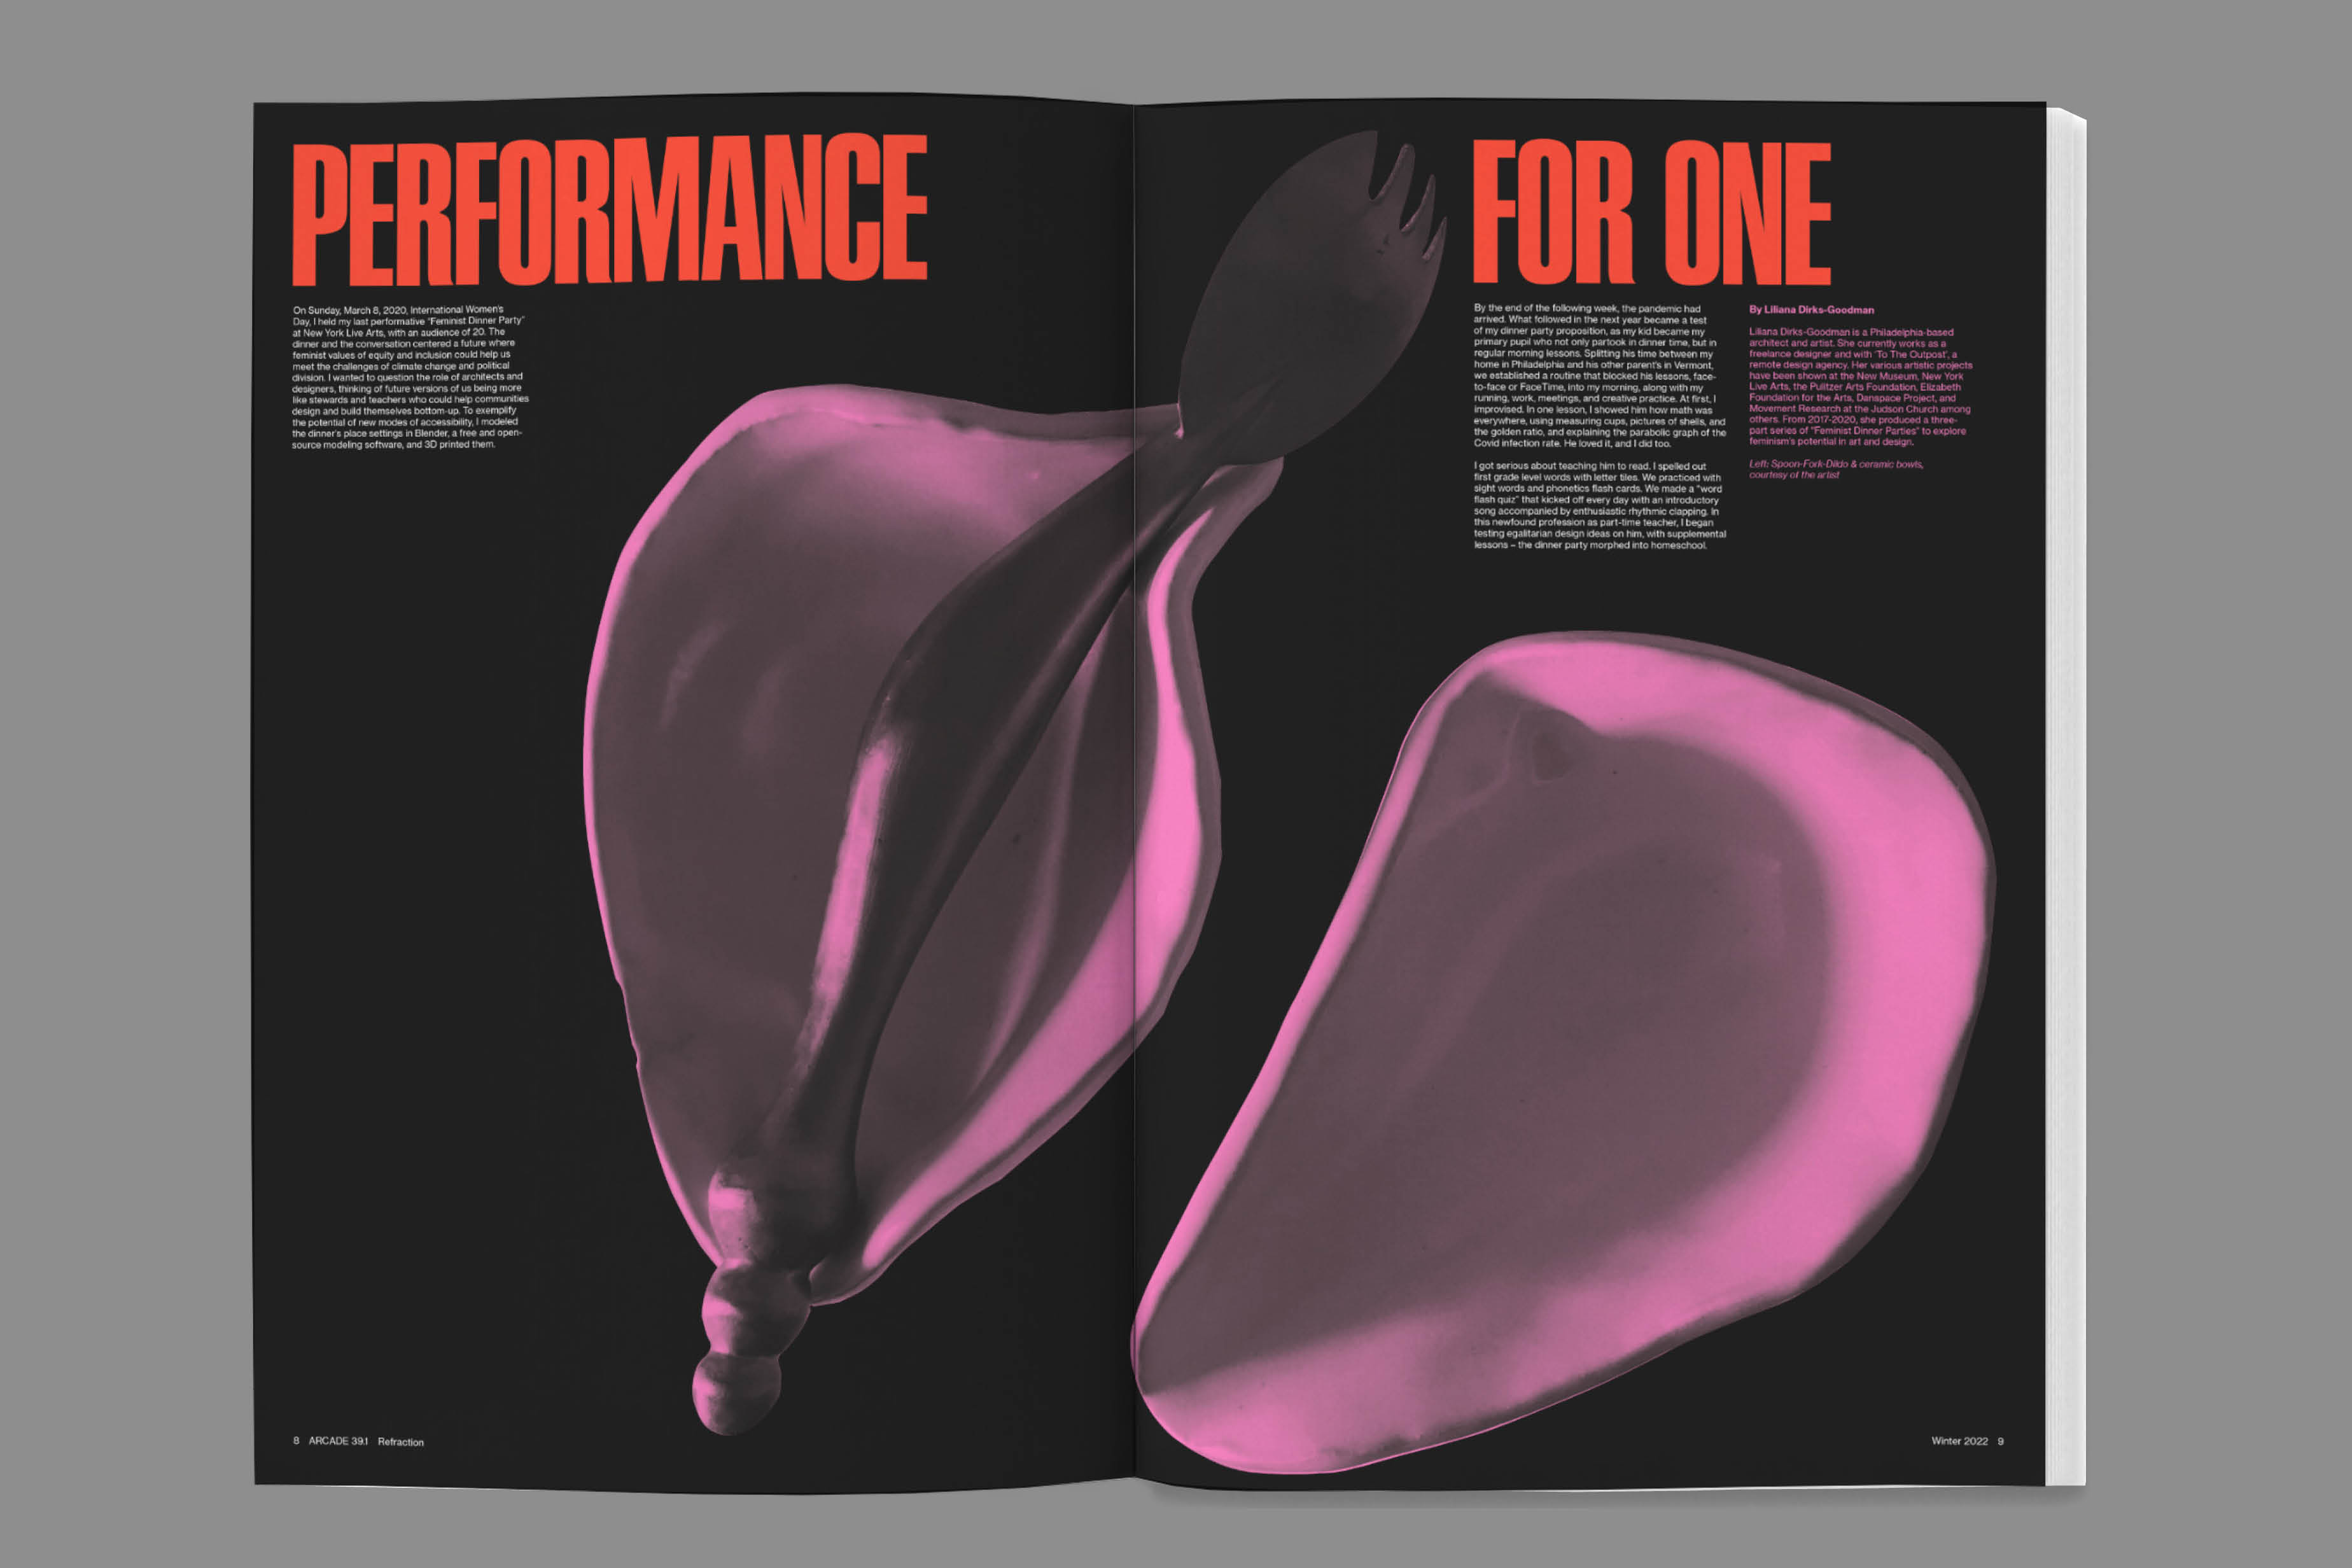 PERFORMANCE
On Sunday, March 8, 2020, International Women's
Day, I held my last performative "Feminist Dinner Party"
at New York Live Arts, with an audience of 20. The
dinner and the conversation centered a future where
feminist values of equity and inclusion could help us
meet the challenges of climate change and political
division. I wanted to question the role of architects and
designers, thinking of future versions of us being more
like stewards and teachers who could help communities
design and build themselves bottom-up. To exemplify
the potential of new modes of accessibility, I modeled
the dinner's place settings in Blender, a free and open-
source modeling software, and 3D printed them.
8 ARCADE 39.1 Refraction
FOR ONE
By the end of the following week, the pandemic had
arrived. What followed in the next year became a test
of my dinner party proposition, as my kid became my
primary pupil who not only partook in dinner time, but in
regular morning lessons. Splitting his time between my
home in Philadelphia and his other parent's in Vermont,
we established a routine that blocked his lessons, face-
to-face or FaceTime, into my morning, along with my
running, work, meetings, and creative practice. At first, I
improvised. In one lesson, I showed him how math was
everywhere, using measuring cups, pictures of shells, and
the golden ratio, and explaining the parabolic graph of the
Covid infection rate. He loved it, and I did too.
I got serious about teaching him to read. I spelled out
first grade level words with letter tiles. We practiced with
sight words and phonetics flash cards. We made a "word
flash quiz" that kicked off every day with an introductory
song accompanied by enthusiastic rhythmic clapping. In
this newfound profession as part-time teacher, I began
testing egalitarian design ideas on him, with supplemental
lessons – the dinner party morphed into homeschool.
By Liliana Dirks-Goodman
Liliana Dirks-Goodman is a Philadelphia-based
architect and artist. She currently works as a
freelance designer and with 'To The Outpost', a
remote design agency. Her various artistic projects
have been shown at the New Museum, New York
Live Arts, the Pulitzer Arts Foundation, Elizabeth
Foundation for the Arts, Danspace Project, and
Movement Research at the Judson Church among
others. From 2017-2020, she produced a three-
part series of "Feminist Dinner Parties" to explore
feminism's potential in art and design.
Left: Spoon-Fork-Dildo & ceramic bowls,
courtesy of the artist
Winter 2022 9